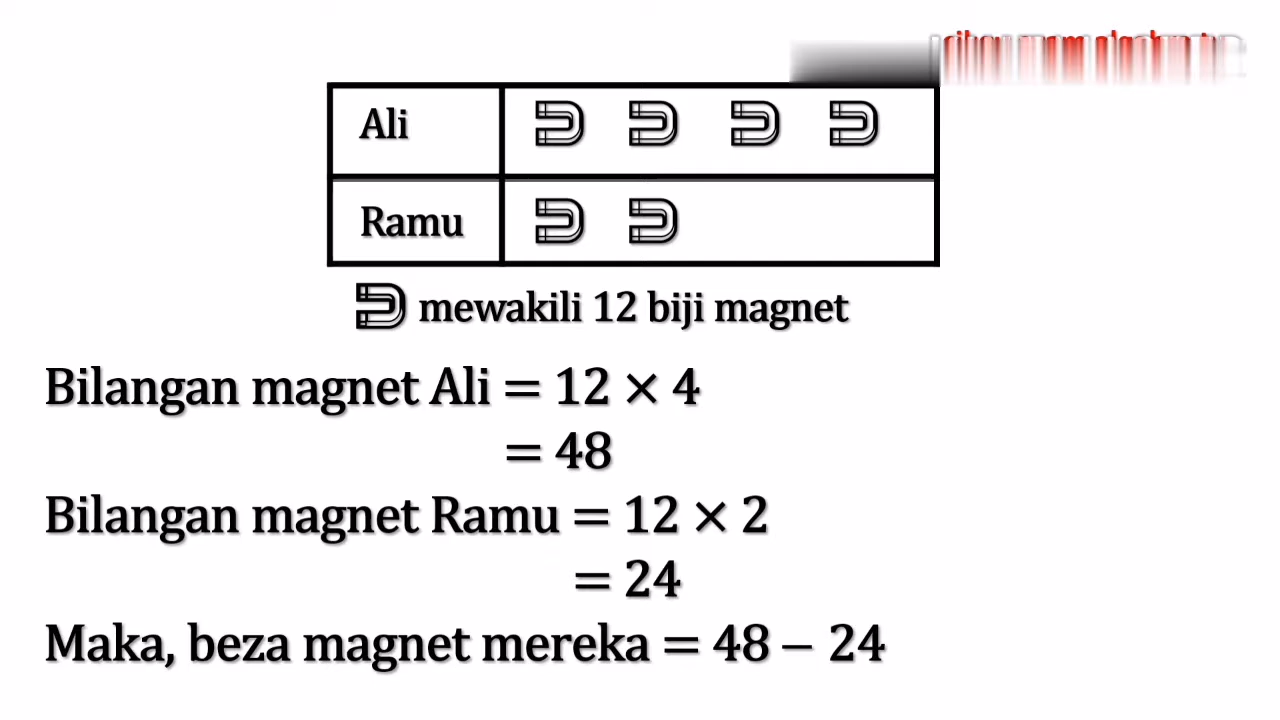 Ali
Ramu
mewakili 12 biji magnet
Bilangan magnet Ali = 12 × 4
= 48
Bilangan magnet Ramu = 12 × 2
= 24
Maka, beza magnet mereka = 48 − 24